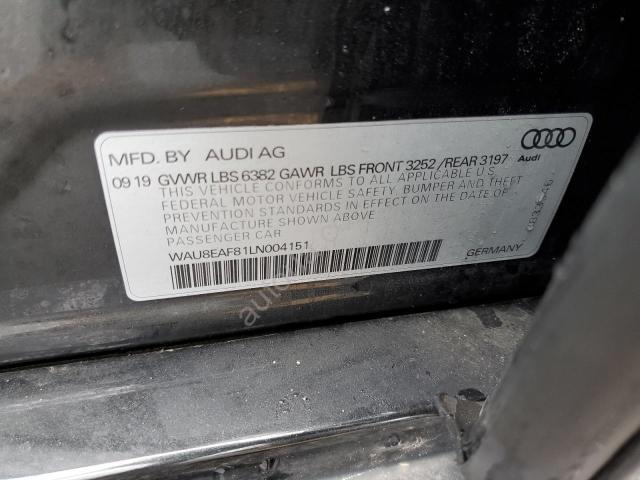 MFD. BY AUDI AG
Audi
09 19 GVWR LBS 6382 GAWR LBS FRONT 3252 /REAR 3197
THIS VEHICLE CONFORMS TO ALL APPLICABLE U S
FEDERAL MOTOR VEHICLE SAFETY, BUMPER AND THEFT
PREVENTION STANDARDS IN EFFECT ON THE DATE OF
MANUFACTURE SHOWN ABOVE
PASSENGER CAR
WAU8EAF81LN004151
GERMANY